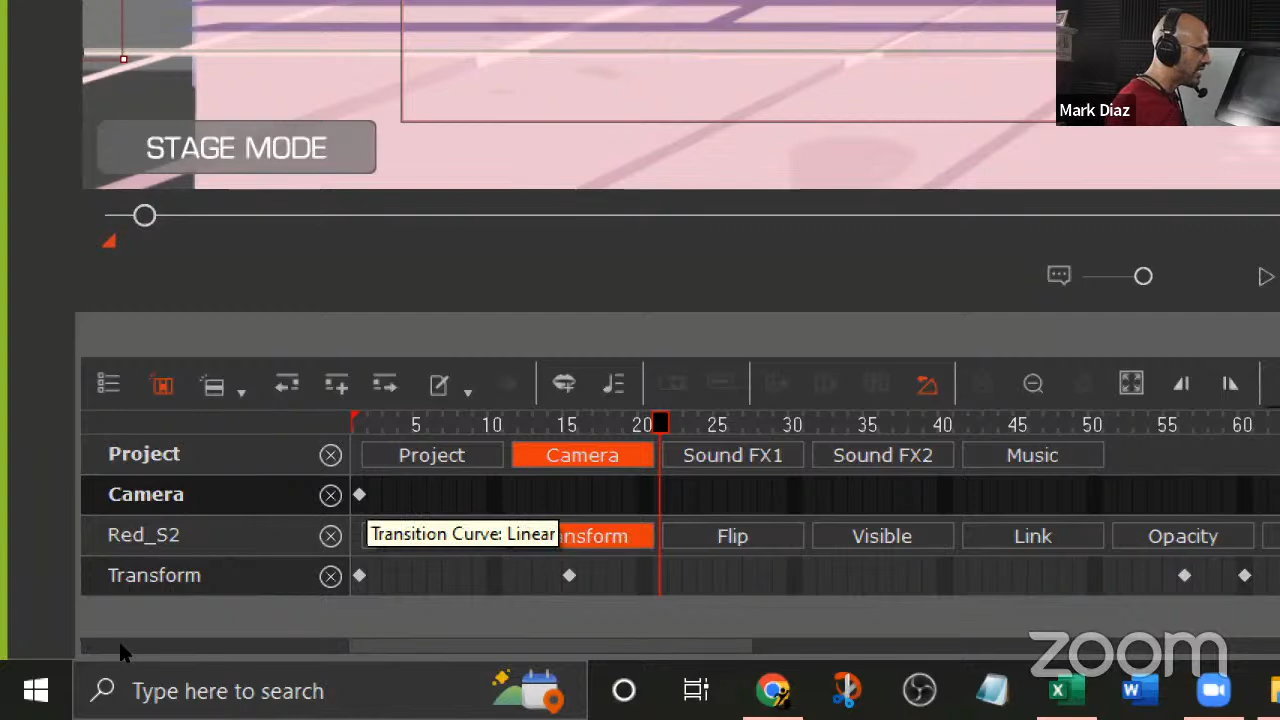 Mark Diaz
STAGE MODE
5 10 15 20 25 30 35 40 45 50 55 60
Project Project Camera Sound FX1 Sound FX2 Music
Camera
Transition Curve: Linear
Red_S2 nsform Flip Visible Link Opacity
Transform
zoom
Type here to search